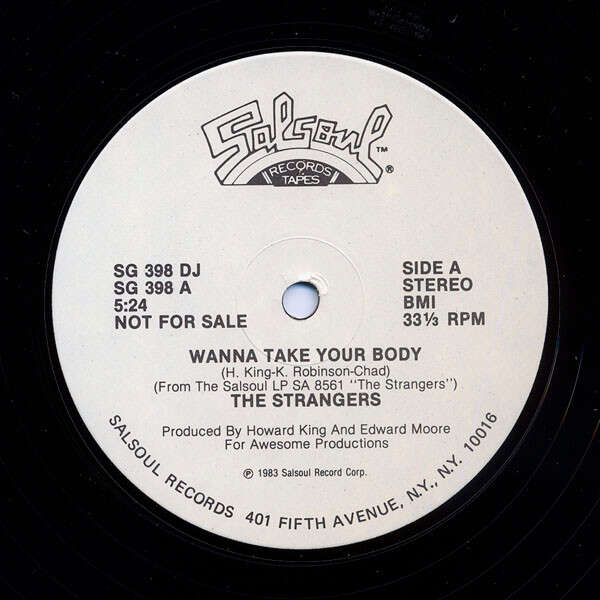 Salsoul ™ ®
RECORDS
& TAPES
SG 398 DJ
SG 398 A
5:24
NOT FOR SALE
SIDE A
STEREO
BMI
33⅓ RPM
WANNA TAKE YOUR BODY
(H. King-K. Robinson-Chad)
(From The Salsoul LP SA 8561 "The Strangers")
THE STRANGERS
Produced By Howard King And Edward Moore
For Awesome Productions
℗ 1983 Salsoul Record Corp.
SALSOUL RECORDS 401 FIFTH AVENUE, N.Y., N.Y. 10016